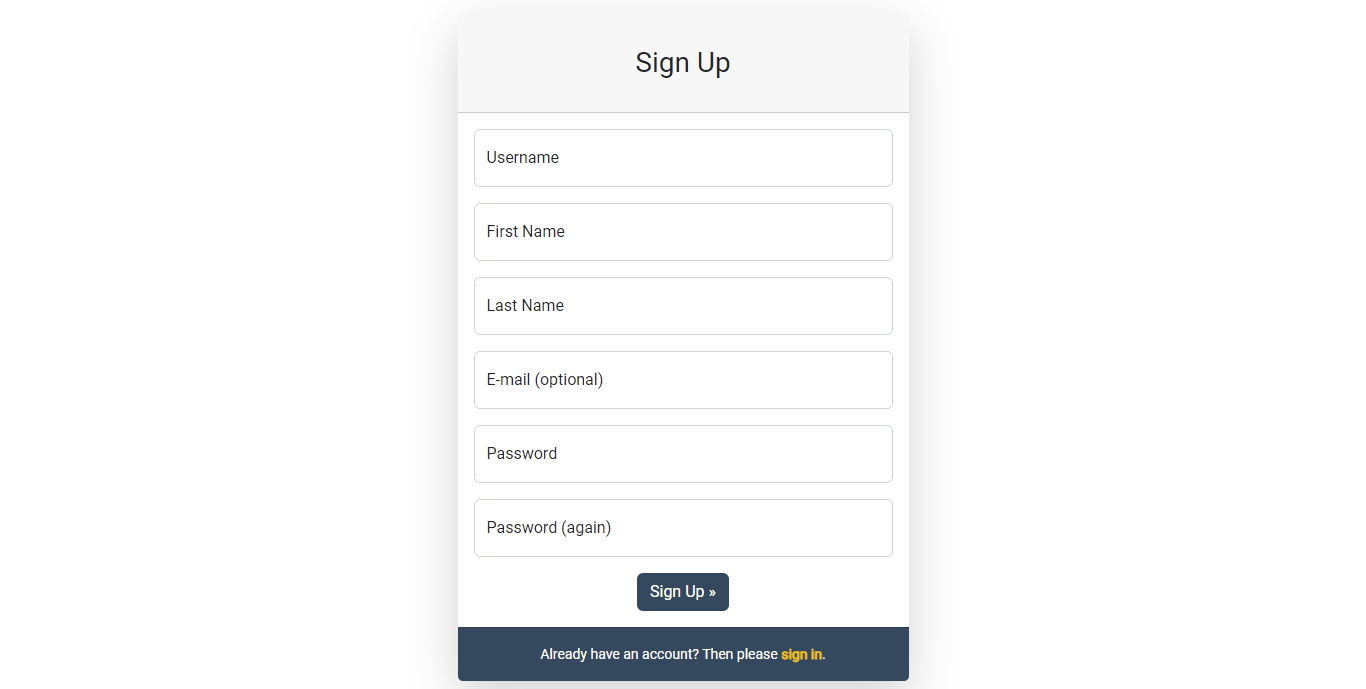 Sign Up
Username
First Name
Last Name
E-mail (optional)
Password
Password (again)
Sign Up »
Already have an account? Then please sign in.